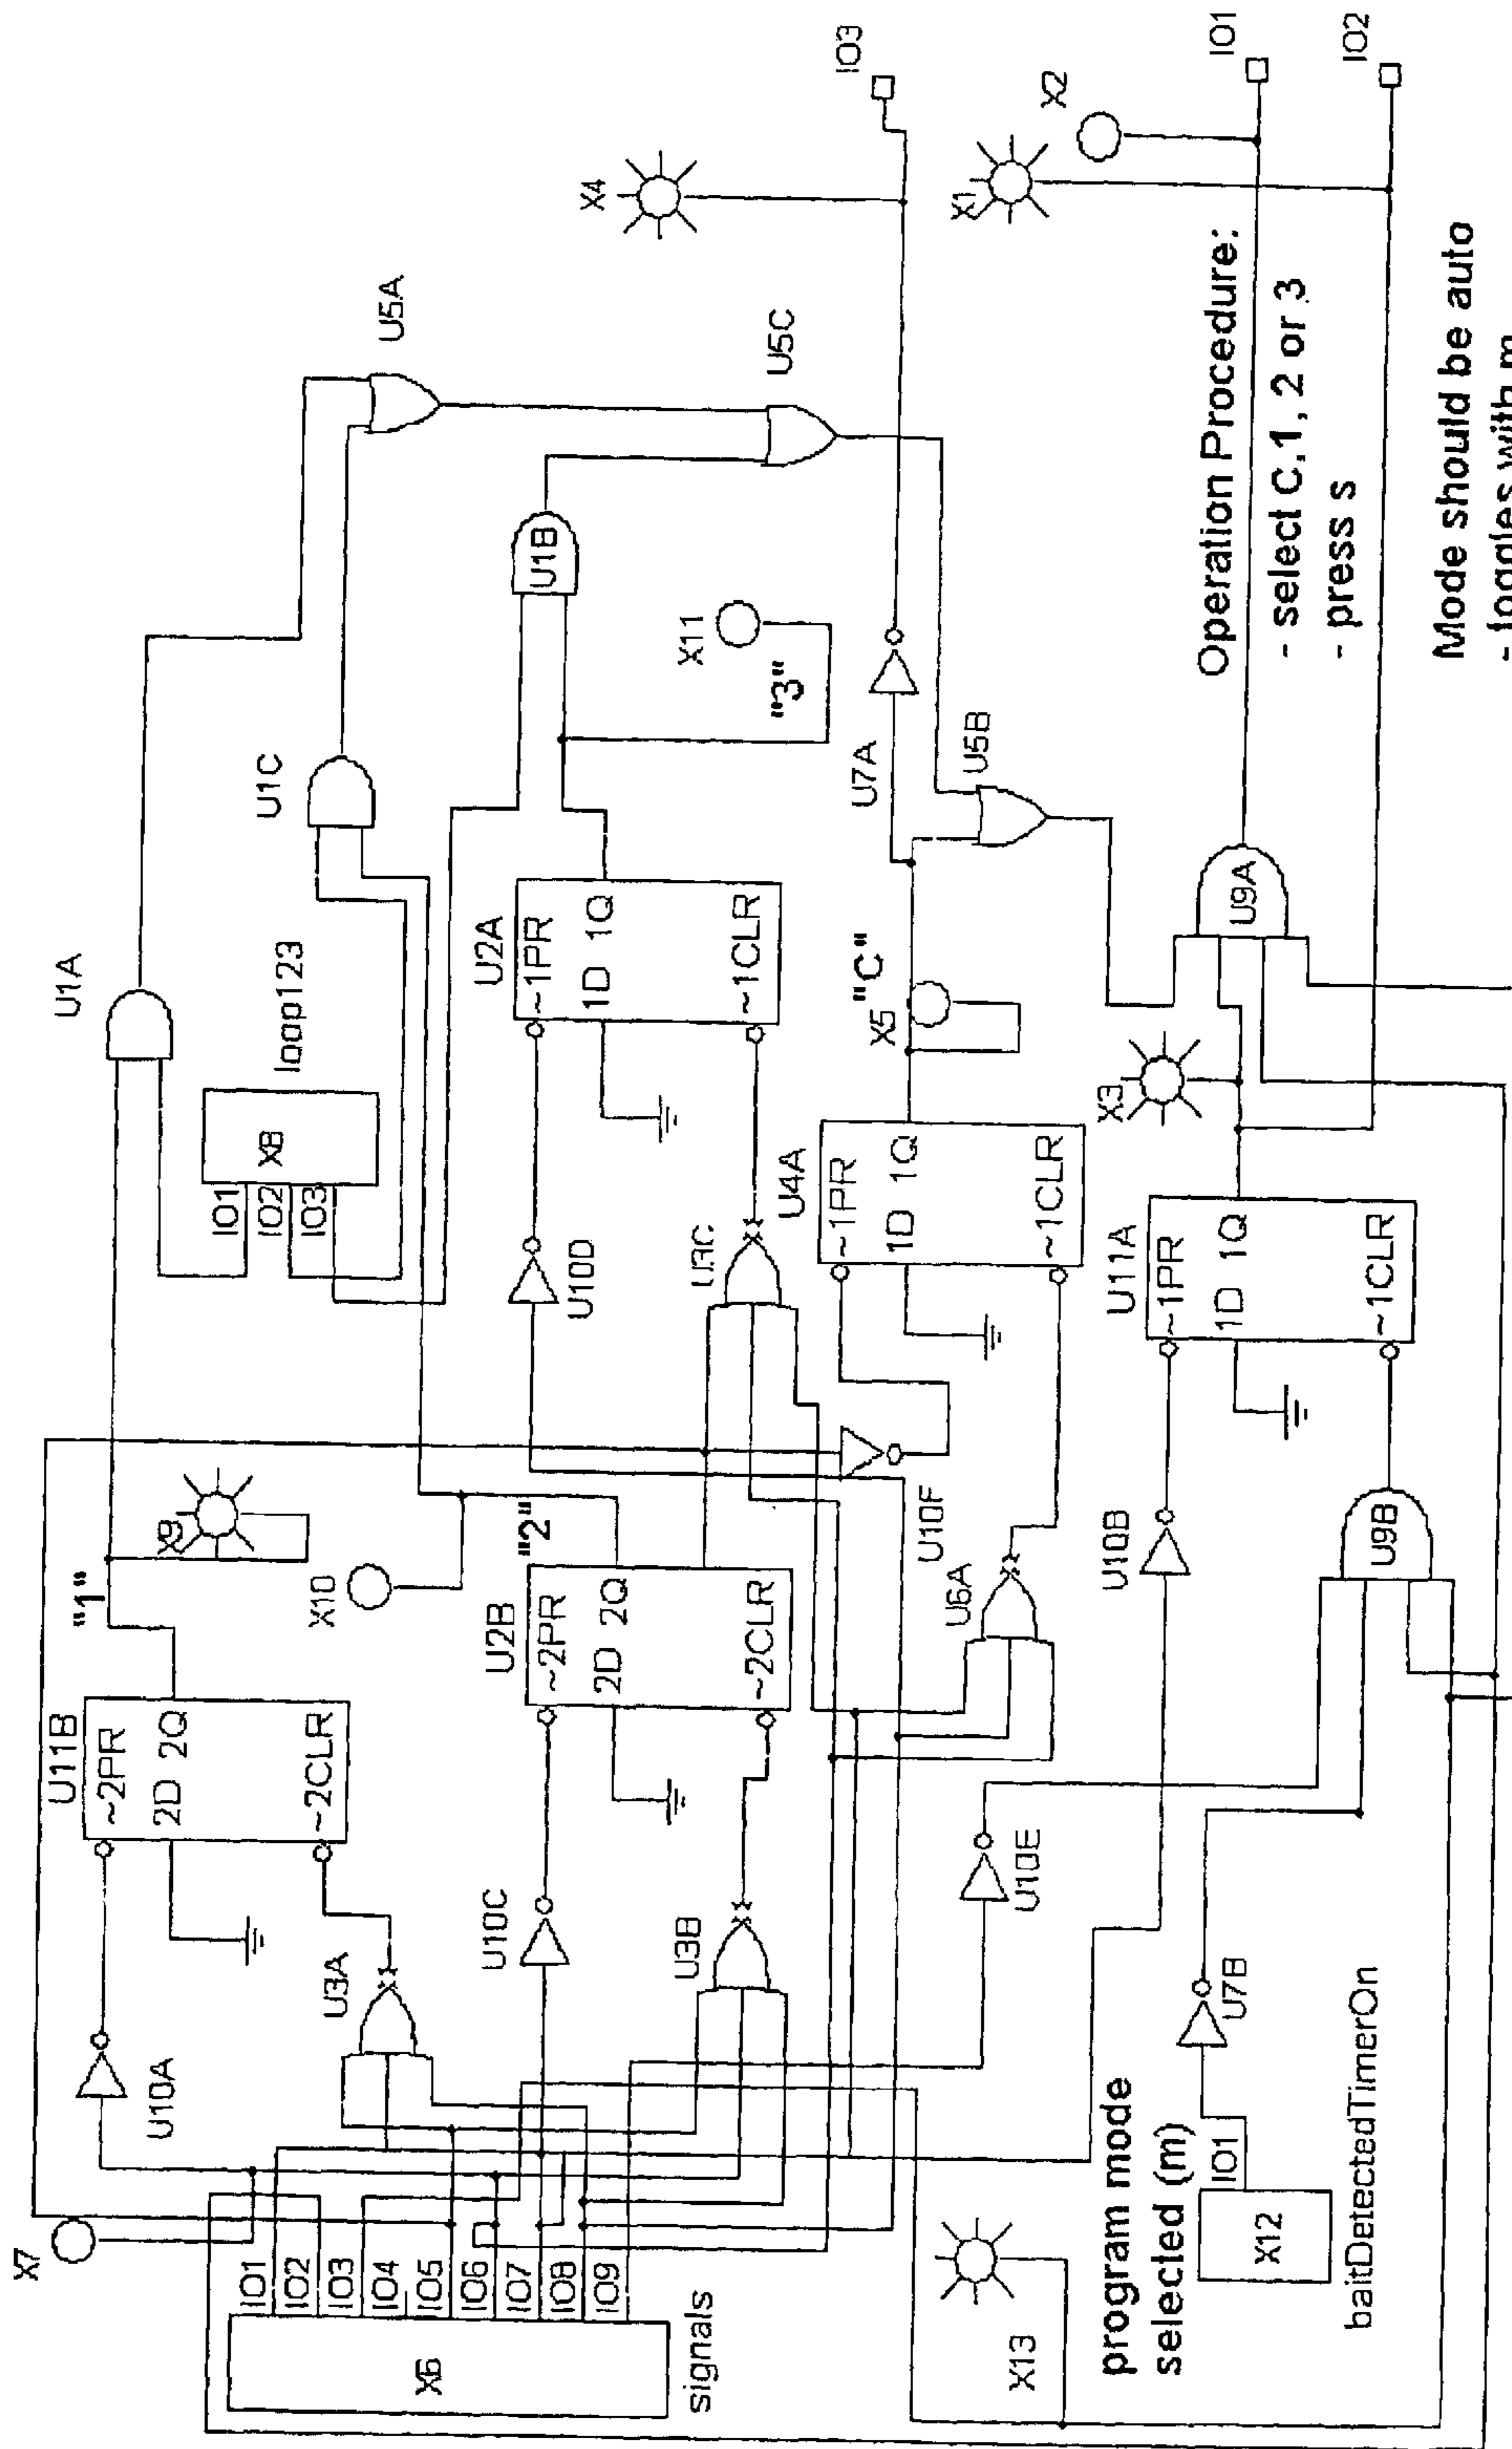 X7
IO1
IO2
IO3
IO4
IO5
IO6
IO7
IO8
IO9
X6
signals
U10A
U3A
U11B
~2PR
2D 2Q
~2CLR
"1"
X9
X10
U10C
U3B
U2B
~2PR
2D 2Q
~2CLR
"2"
U10D
U3C
U10F
U6A
U1A
loop123
X8
IO1
IO2
IO3
U1C
U2A
~1PR
1D 1Q
~1CLR
U1B
X11
"3"
U5A
U5C
X4
IO3
U4A
~1PR
1D 1Q
~1CLR
X5
"C"
U7A
U5B
X1
X2
IO1
IO2
U10E
U10B
U11A
~1PR
1D 1Q
~1CLR
X3
U9A
U9B
X13
program mode
selected (m)
X12
IO1
U7B
baitDetectedTimerOn
Operation Procedure:
- select C,1, 2 or 3
- press s
Mode should be auto
- toggles with m